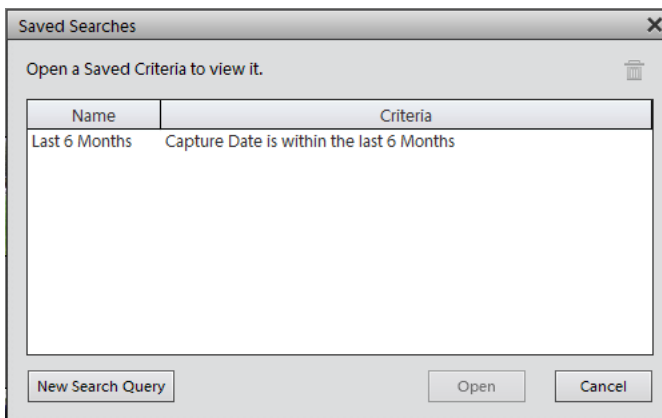 Saved Searches
Open a Saved Criteria to view it.
Name Criteria
Last 6 Months Capture Date is within the last 6 Months
New Search Query Open Cancel